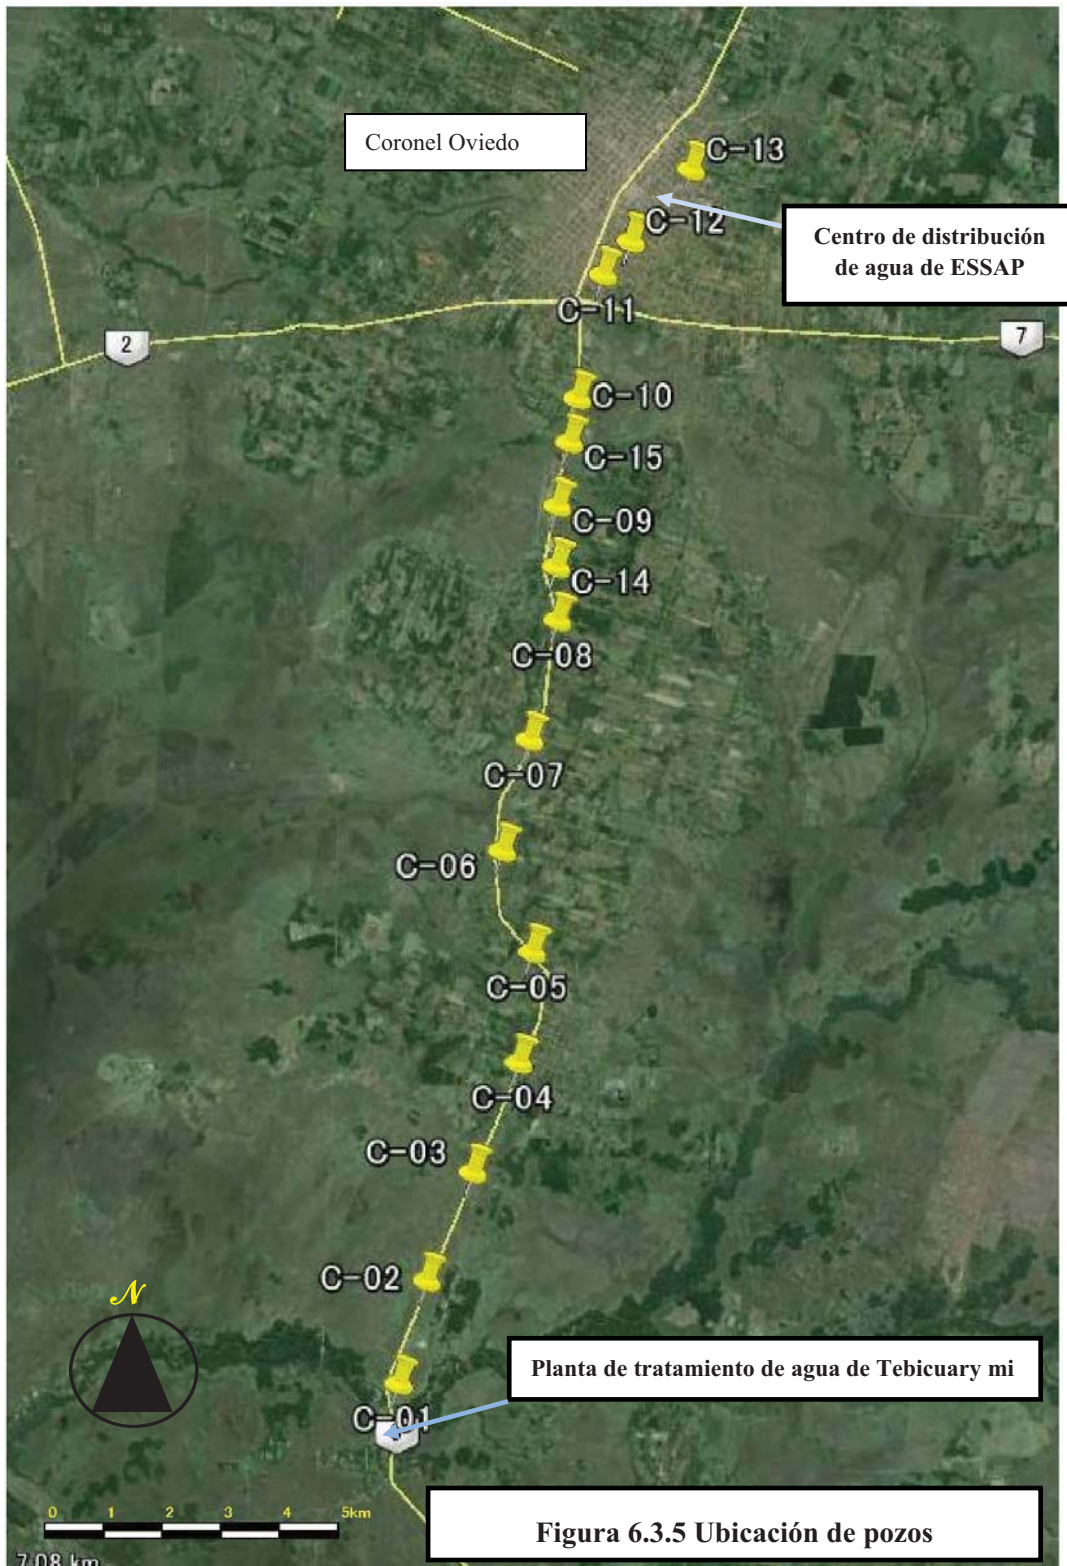 Coronel Oviedo
C-13
C-12
Centro de distribución
de agua de ESSAP
C-11
2
7
C-10
C-15
C-09
C-14
C-08
C-07
C-06
C-05
C-04
C-03
C-02
N
Planta de tratamiento de agua de Tebicuary mi
C-01
0 1 2 3 4 5km
Figura 6.3.5 Ubicación de pozos
7.08 km